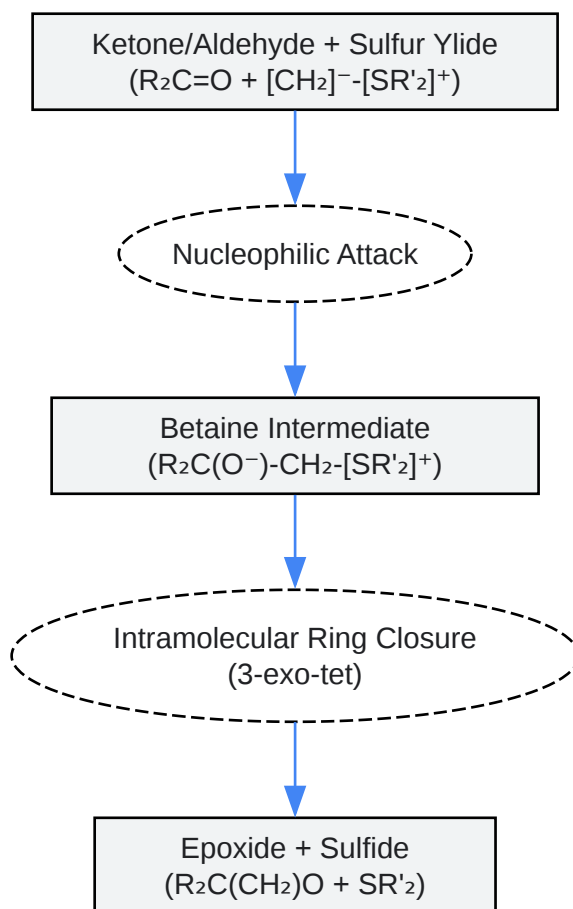 Ketone/Aldehyde + Sulfur Ylide
(R₂C=O + [CH₂]⁻-[SR'₂]⁺)
Nucleophilic Attack
Betaine Intermediate
(R₂C(O⁻)-CH₂-[SR'₂]⁺)
Intramolecular Ring Closure
(3-exo-tet)
Epoxide + Sulfide
(R₂C(CH₂)O + SR'₂)